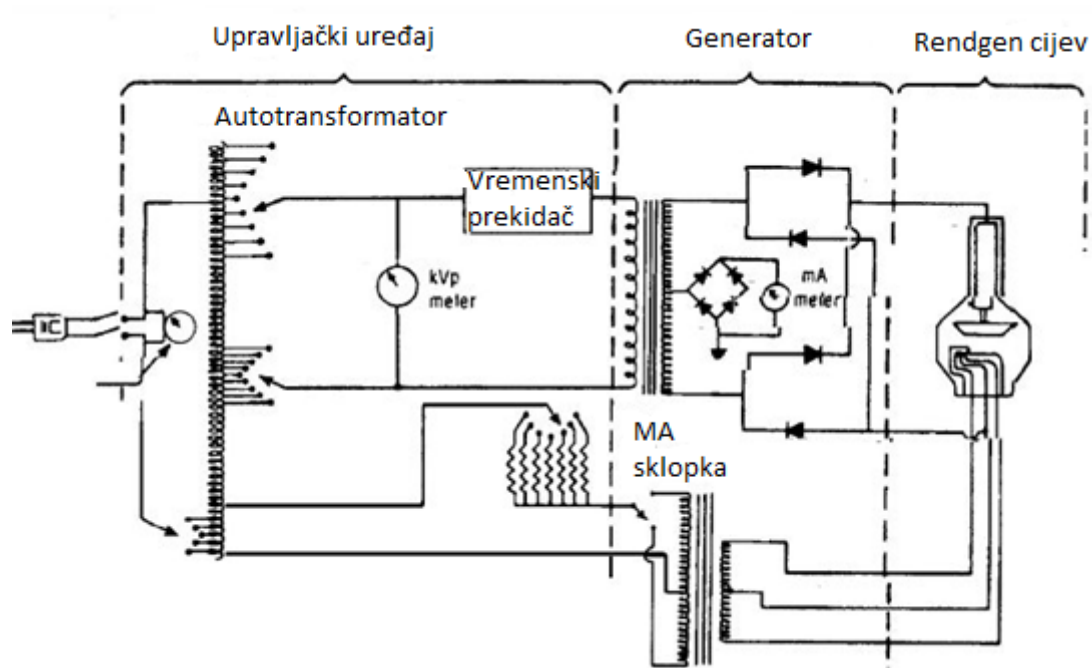 Upravljački uređaj
Generator
Rendgen cijev
Autotransformator
Vremenski
prekidač
kVp
meter
mA
meter
MA
sklopka